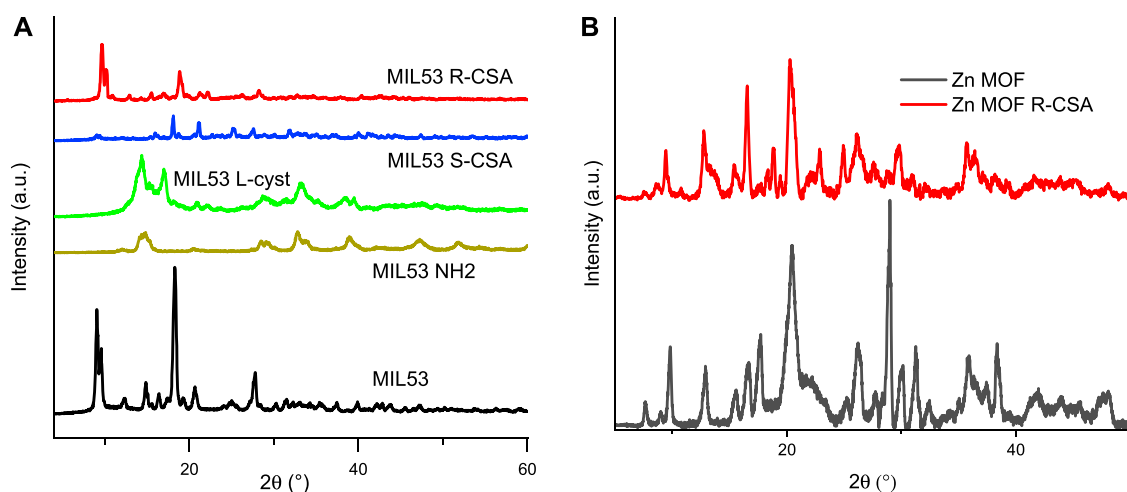 A
MIL53 R-CSA
MIL53 S-CSA
MIL53 L-cyst
MIL53 NH2
MIL53
Intensity (a.u.)
20
40
60
2θ (°)
B
Zn MOF
Zn MOF R-CSA
Intensity (a.u.)
20
40
2θ (°)